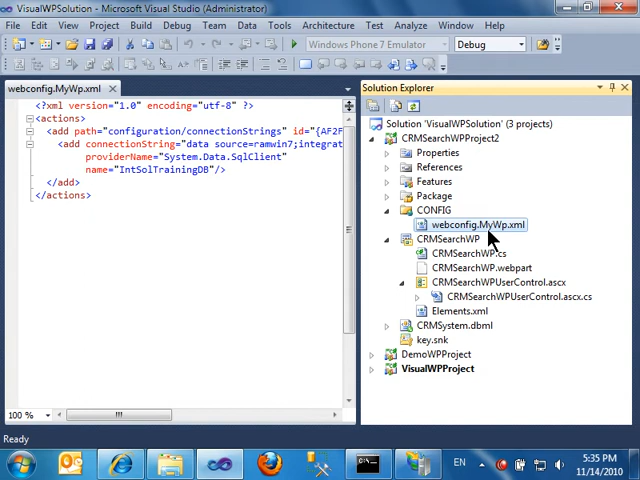 VisualWPSolution - Microsoft Visual Studio (Administrator)
File Edit View Project Build Debug Team Data Tools Architecture Test Analyze Window Help
Windows Phone 7 Emulator Debug
webconfig.MyWp.xml
<?xml version="1.0" encoding="utf-8" ?>
<actions>
<add path="configuration/connectionStrings" id="{AF2F
<add connectionString="data source=ramwin7;integrat
providerName="System.Data.SqlClient"
name="IntSolTrainingDB"/>
</add>
</actions>
100 %
Solution Explorer
Solution 'VisualWPSolution' (3 projects)
CRMSearchWPProject2
Properties
References
Features
Package
CONFIG
webconfig.MyWp.xml
CRMSearchWP
CRMSearchWP.cs
CRMSearchWP.webpart
CRMSearchWPUserControl.ascx
CRMSearchWPUserControl.ascx.cs
Elements.xml
CRMSystem.dbml
key.snk
DemoWPProject
VisualWPProject
Ready
EN
5:35 PM
11/14/2010